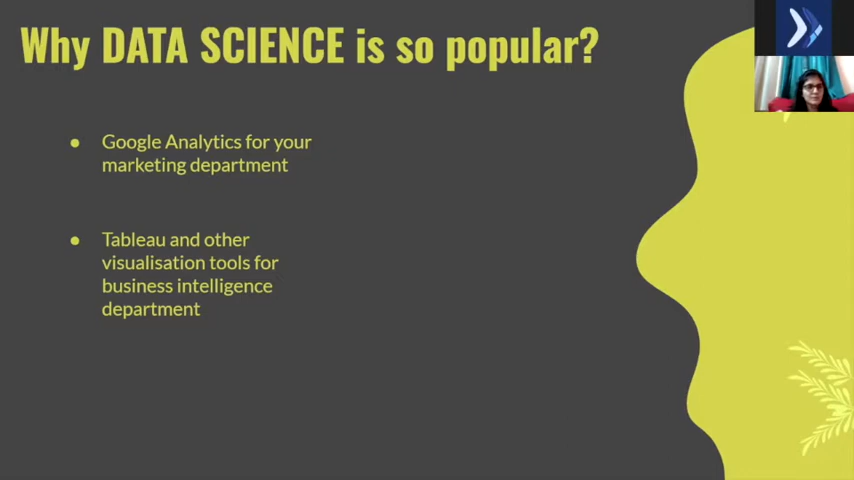 Why DATA SCIENCE is so popular?
● Google Analytics for your
marketing department
● Tableau and other
visualisation tools for
business intelligence
department